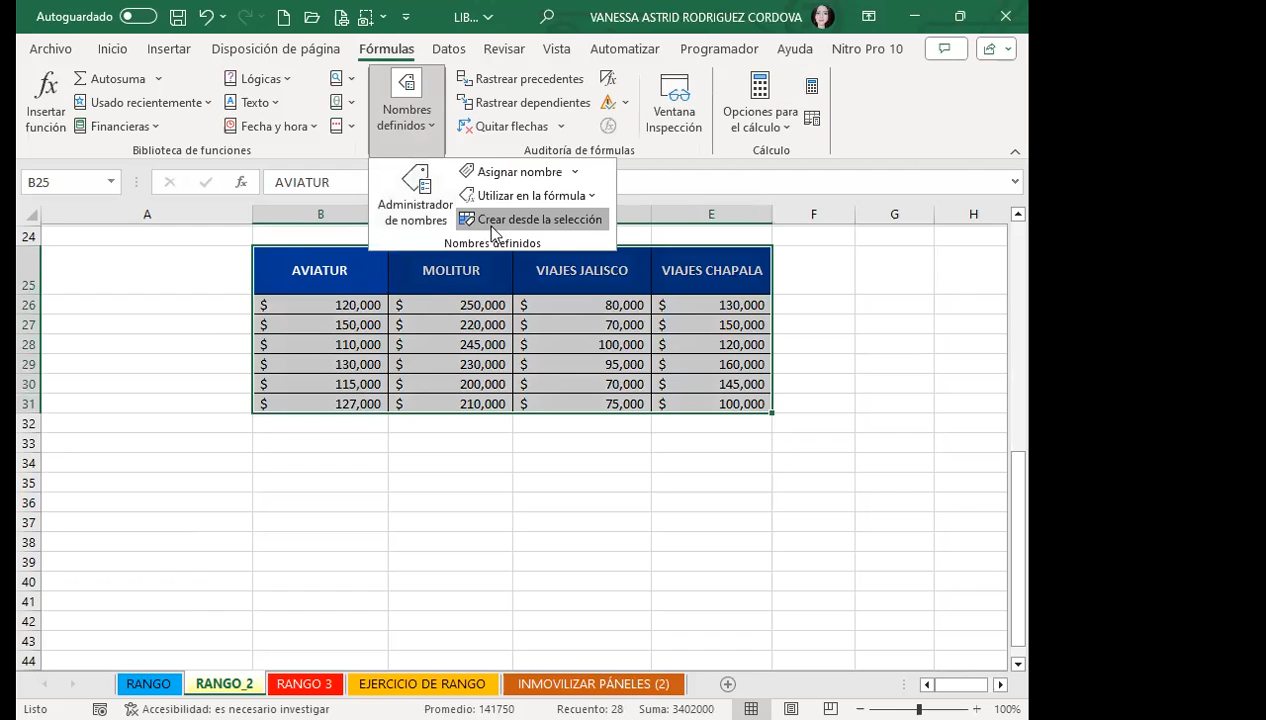 Autoguardado LIB... VANESSA ASTRID RODRIGUEZ CORDOVA
Archivo Inicio Insertar Disposición de página Fórmulas Datos Revisar Vista Automatizar Programador Ayuda Nitro Pro 10
fx Insertar función
Autosuma
Usado recientemente
Financieras
Lógicas
Texto
Fecha y hora
Biblioteca de funciones
Nombres
definidos
Rastrear precedentes
Rastrear dependientes
Quitar flechas
Auditoría de fórmulas
Ventana
Inspección
Opciones para
el cálculo
Cálculo
Administrador
de nombres
Asignar nombre
Utilizar en la fórmula
Crear desde la selección
Nombres definidos
B25 fx AVIATUR
A B E F G H
24
25 AVIATUR MOLITUR VIAJES JALISCO VIAJES CHAPALA
26 $ 120,000 $ 250,000 $ 80,000 $ 130,000
27 $ 150,000 $ 220,000 $ 70,000 $ 150,000
28 $ 110,000 $ 245,000 $ 100,000 $ 120,000
29 $ 130,000 $ 230,000 $ 95,000 $ 160,000
30 $ 115,000 $ 200,000 $ 70,000 $ 145,000
31 $ 127,000 $ 210,000 $ 75,000 $ 100,000
32
33
34
35
36
37
38
39
40
41
42
43
44
RANGO RANGO_2 RANGO 3 EJERCICIO DE RANGO INMOVILIZAR PÁNELES (2)
Listo Accesibilidad: es necesario investigar Promedio: 141750 Recuento: 28 Suma: 3402000 100%